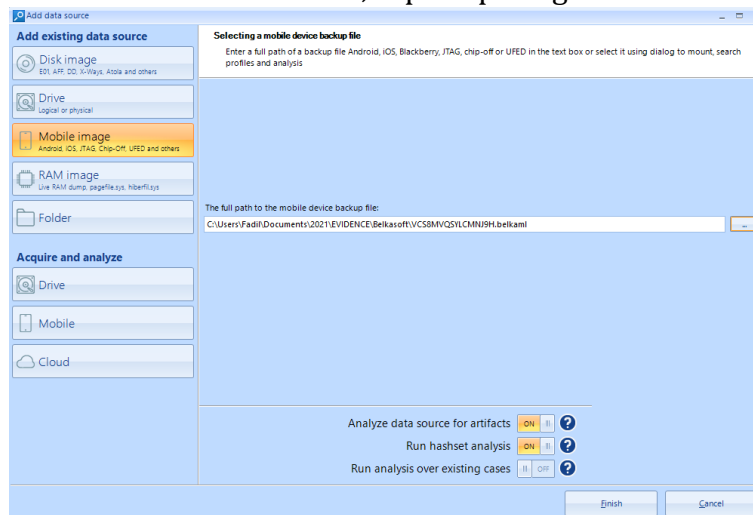 Add data source
Add existing data source
Disk image
E01, AFF, DD, X-Ways, Atola and others
Drive
Logical or physical
Mobile image
Android, iOS, JTAG, Chip-Off, UFED and others
RAM image
Live RAM dump, pagefile.sys, hiberfil.sys
Folder
Acquire and analyze
Drive
Mobile
Cloud
Selecting a mobile device backup file
Enter a full path of a backup file Android, iOS, Blackberry, JTAG, chip-off or UFED in the text box or select it using dialog to mount, search
profiles and analysis
The full path to the mobile device backup file:
C:\Users\Fadil\Documents\2021\EVIDENCE\Belkasoft\VCS8MVQSYLCMNJ9H.belkaml
...
Analyze data source for artifacts ON ?
Run hashset analysis ON ?
Run analysis over existing cases OFF ?
Finish Cancel